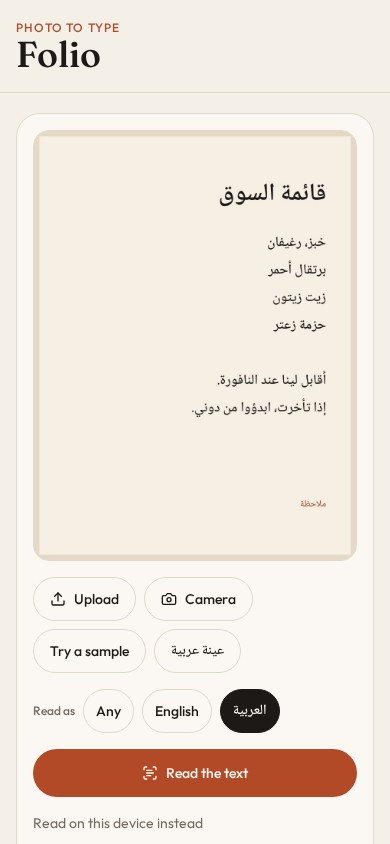 PHOTO TO TYPE
Folio
قائمة السوق
خبز، رغيفان
برتقال أحمر
زيت زيتون
حزمة زعتر
أقابل لينا عند النافورة.
إذا تأخرت، ابدؤوا من دوني.
ملاحظة
Upload
Camera
Try a sample
عينة عربية
Read as
Any
English
العربية
Read the text
Read on this device instead